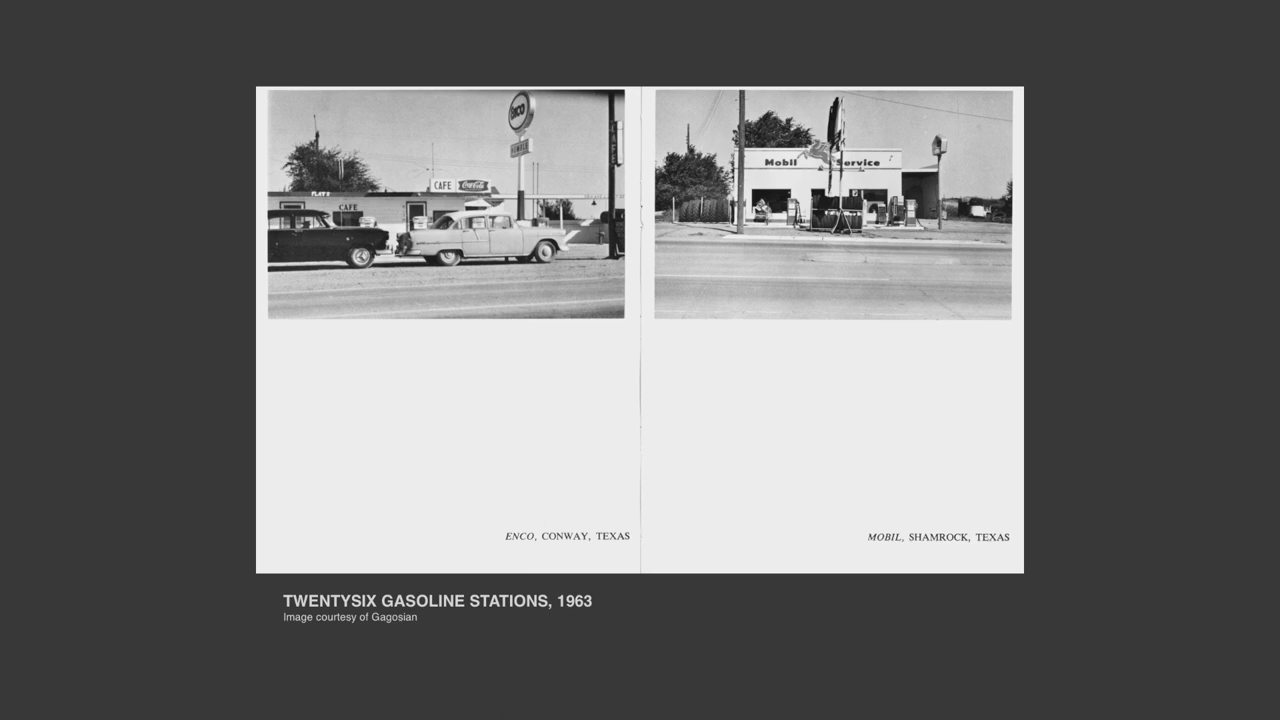 ENCO
CAFE
CAFE
Coca-Cola
CAFE
Mobil Service
ENCO, CONWAY, TEXAS
MOBIL, SHAMROCK, TEXAS
TWENTYSIX GASOLINE STATIONS, 1963
Image courtesy of Gagosian